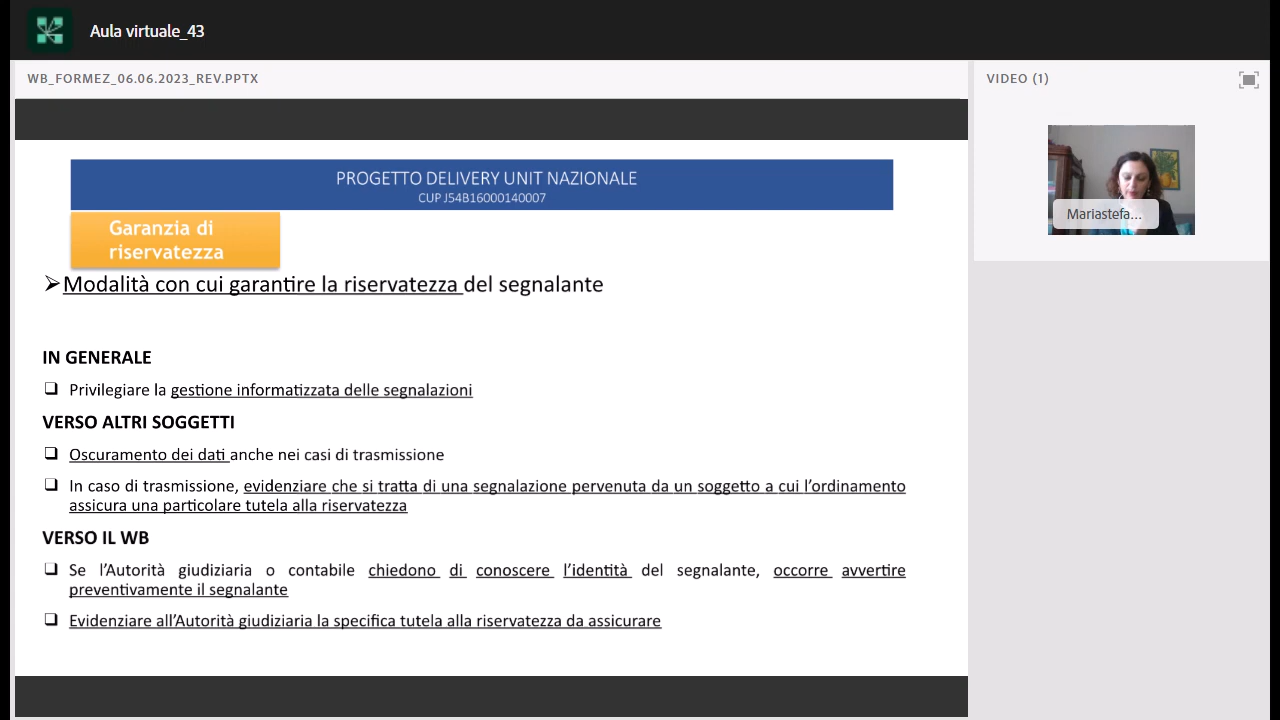 Aula virtuale_43
WB_FORMEZ_06.06.2023_REV.PPTX
VIDEO (1)
Mariastefa...
PROGETTO DELIVERY UNIT NAZIONALE
CUP J54B16000140007
Garanzia di
riservatezza
➢Modalità con cui garantire la riservatezza del segnalante
IN GENERALE
❑ Privilegiare la gestione informatizzata delle segnalazioni
VERSO ALTRI SOGGETTI
❑ Oscuramento dei dati anche nei casi di trasmissione
❑ In caso di trasmissione, evidenziare che si tratta di una segnalazione pervenuta da un soggetto a cui l’ordinamento
assicura una particolare tutela alla riservatezza
VERSO IL WB
❑ Se l’Autorità giudiziaria o contabile chiedono di conoscere l’identità del segnalante, occorre avvertire
preventivamente il segnalante
❑ Evidenziare all’Autorità giudiziaria la specifica tutela alla riservatezza da assicurare